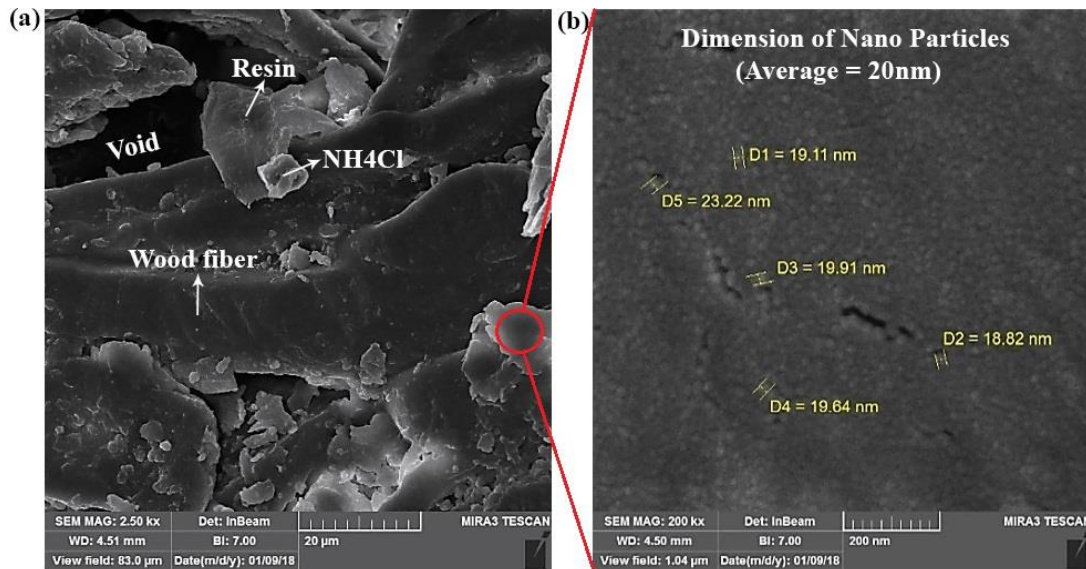 (a)
Resin
Void
NH4Cl
Wood fiber
SEM MAG: 2.50 kx
Det: InBeam
MIRA3 TESCAN
WD: 4.51 mm
BI: 7.00
20 µm
View field: 83.0 µm
Date(m/d/y): 01/09/18
(b)
Dimension of Nano Particles
(Average = 20nm)
D1 = 19.11 nm
D5 = 23.22 nm
D3 = 19.91 nm
D2 = 18.82 nm
D4 = 19.64 nm
SEM MAG: 200 kx
Det: InBeam
MIRA3 TESCAN
WD: 4.50 mm
BI: 7.00
200 nm
View field: 1.04 µm
Date(m/d/y): 01/09/18